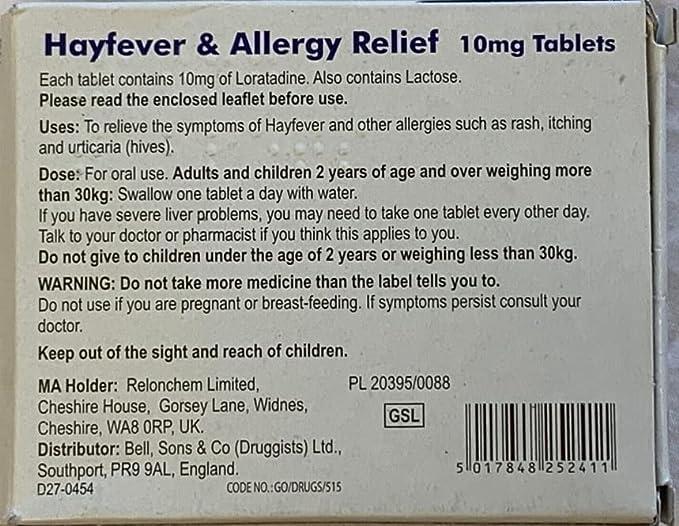 Hayfever & Allergy Relief 10mg Tablets
Each tablet contains 10mg of Loratadine. Also contains Lactose.
Please read the enclosed leaflet before use.
Uses: To relieve the symptoms of Hayfever and other allergies such as rash, itching
and urticaria (hives).
Dose: For oral use. Adults and children 2 years of age and over weighing more
than 30kg: Swallow one tablet a day with water.
If you have severe liver problems, you may need to take one tablet every other day.
Talk to your doctor or pharmacist if you think this applies to you.
Do not give to children under the age of 2 years or weighing less than 30kg.
WARNING: Do not take more medicine than the label tells you to.
Do not use if you are pregnant or breast-feeding. If symptoms persist consult your
doctor.
Keep out of the sight and reach of children.
MA Holder: Relonchem Limited,
Cheshire House, Gorsey Lane, Widnes,
Cheshire, WA8 0RP, UK.
Distributor: Bell, Sons & Co (Druggists) Ltd.,
Southport, PR9 9AL, England.
D27-0454
CODE NO.: GO/DRUGS/515
PL 20395/0088
GSL
5 017848 252411